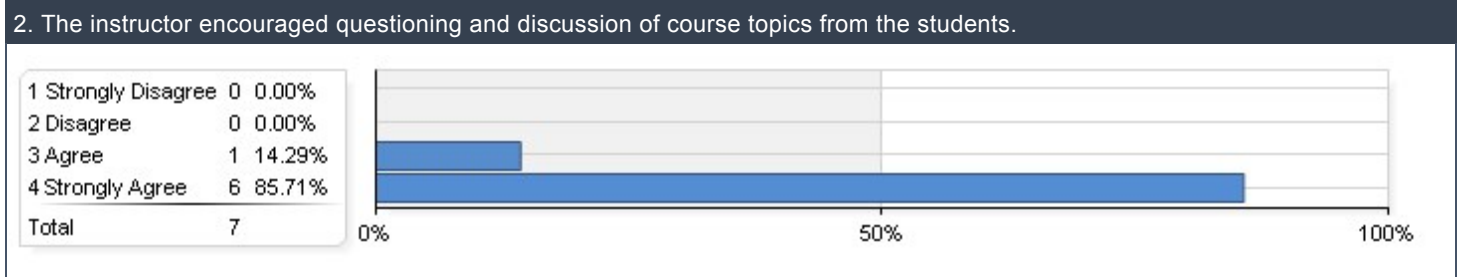 2. The instructor encouraged questioning and discussion of course topics from the students.
1 Strongly Disagree 0 0.00%
2 Disagree 0 0.00%
3 Agree 1 14.29%
4 Strongly Agree 6 85.71%
Total 7
0% 50% 100%